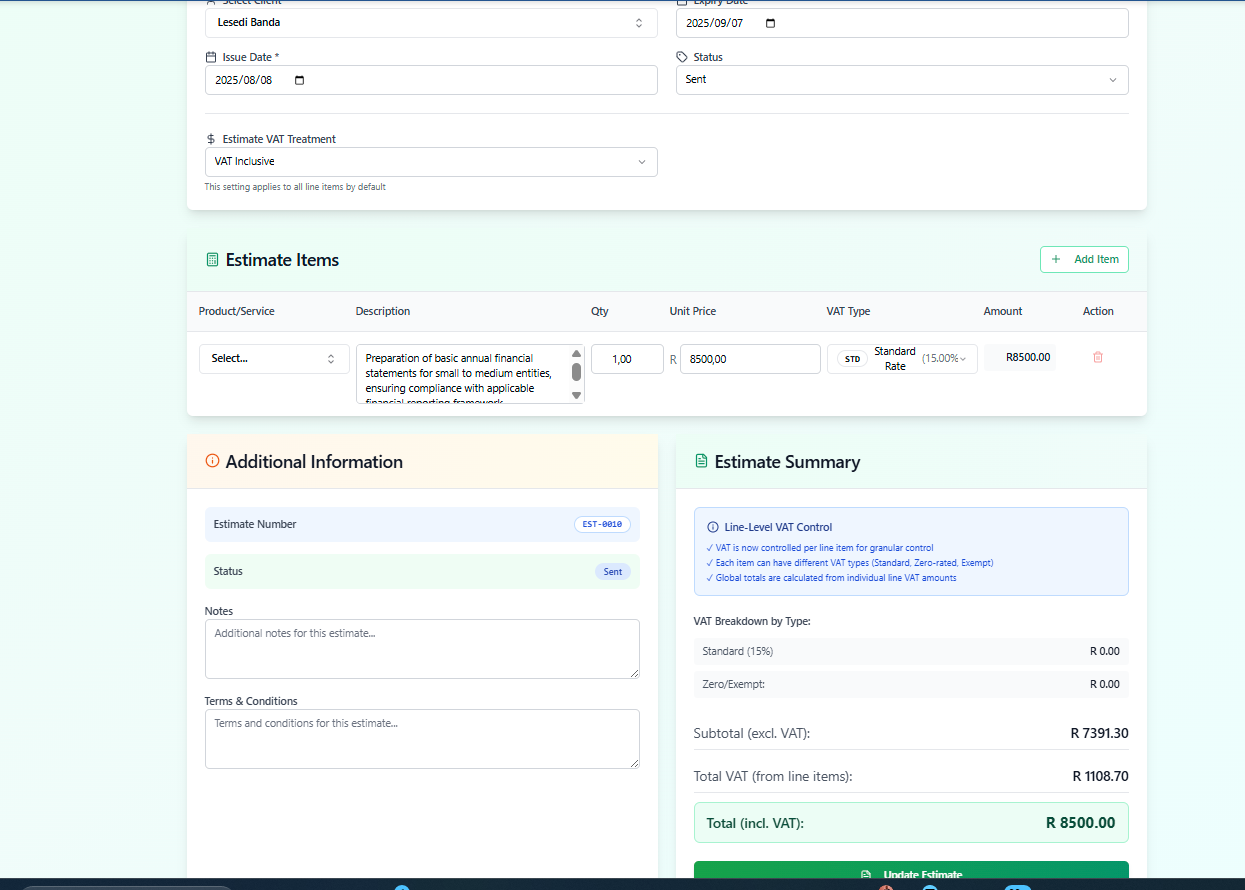 Select Client
Expiry Date
Lesedi Banda
2025/09/07
Issue Date *
Status
2025/08/08
Sent
Estimate VAT Treatment
VAT Inclusive
This setting applies to all line items by default
Estimate Items
Add Item
Product/Service
Description
Qty
Unit Price
VAT Type
Amount
Action
Select...
Preparation of basic annual financial
statements for small to medium entities,
ensuring compliance with applicable
financial reporting framework
1,00
R
8500,00
STD
Standard
Rate
(15.00%
R8500.00
Additional Information
Estimate Number
EST-0010
Status
Sent
Notes
Additional notes for this estimate...
Terms & Conditions
Terms and conditions for this estimate...
Estimate Summary
Line-Level VAT Control
✓ VAT is now controlled per line item for granular control
✓ Each item can have different VAT types (Standard, Zero-rated, Exempt)
✓ Global totals are calculated from individual line VAT amounts
VAT Breakdown by Type:
Standard (15%)
R 0.00
Zero/Exempt:
R 0.00
Subtotal (excl. VAT):
R 7391.30
Total VAT (from line items):
R 1108.70
Total (incl. VAT):
R 8500.00
Update Estimate